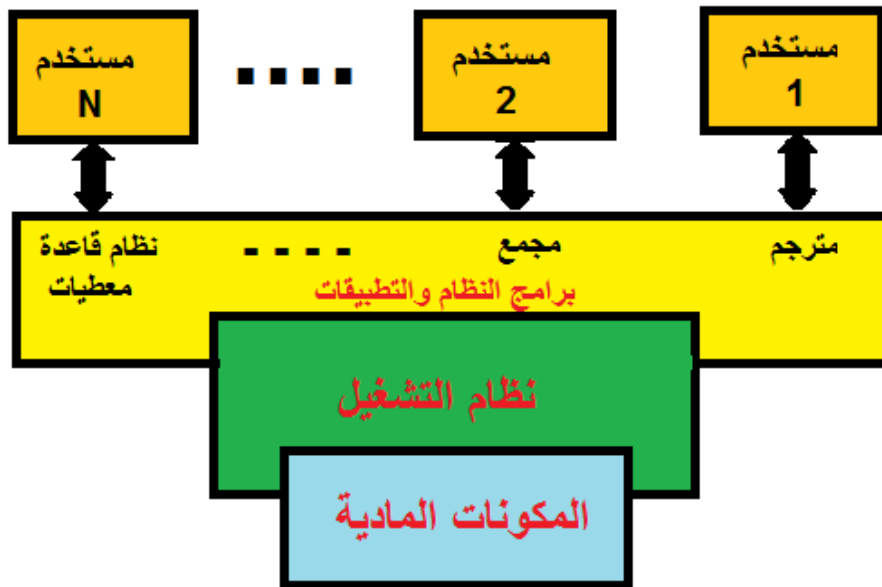 مستخدم
1
مستخدم
2
مستخدم
N
مترجم
مجمع
نظام قاعدة
معطيات
برامج النظام والتطبيقات
نظام التشغيل
المكونات المادية